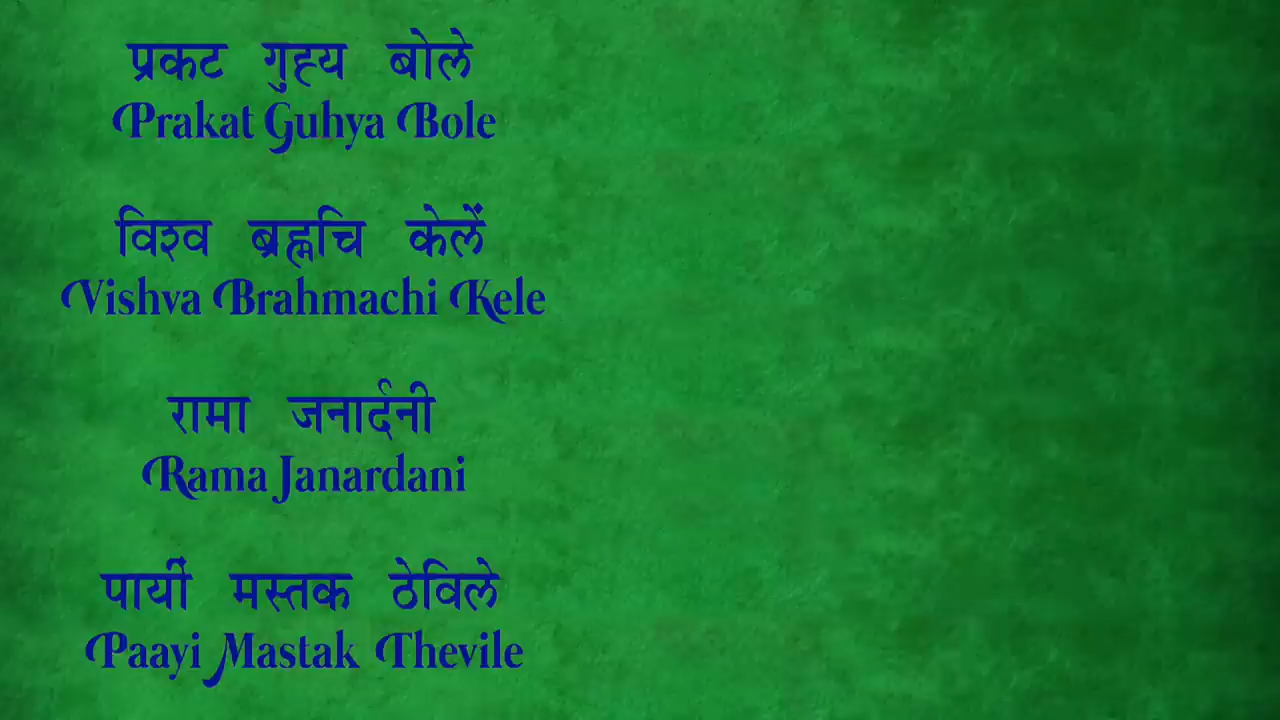 प्रकट गुह्य बोले
Prakat Guhya Bole
विश्व ब्रह्मचि केलें
Vishva Brahmachi Kele
रामा जनार्दनी
Rama Janardani
पायीं मस्तक ठेविले
Paayi Mastak Thevile